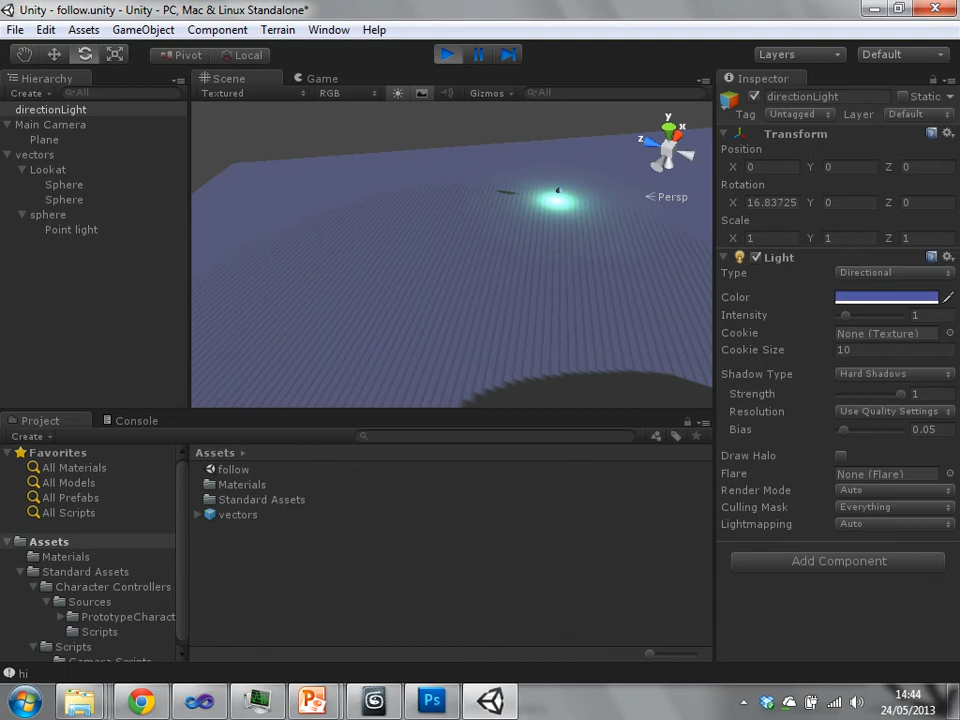 Unity - follow.unity - Unity - PC, Mac & Linux Standalone*
File Edit Assets GameObject Component Terrain Window Help
Pivot Local Layers Default
Hierarchy
Create All
directionLight
Main Camera
Plane
vectors
Lookat
Sphere
Sphere
sphere
Point light
Scene Game
Textured RGB Gizmos All
y
x
z
Persp
Inspector
directionLight Static
Tag Untagged Layer Default
Transform
Position
X 0 Y 0 Z 0
Rotation
X 16.83725 Y 0 Z 0
Scale
X 1 Y 1 Z 1
Light
Type Directional
Color
Intensity 1
Cookie None (Texture)
Cookie Size 10
Shadow Type Hard Shadows
Strength 1
Resolution Use Quality Settings
Bias 0.05
Draw Halo
Flare None (Flare)
Render Mode Auto
Culling Mask Everything
Lightmapping Auto
Add Component
Project Console
Create
Favorites
All Materials
All Models
All Prefabs
All Scripts
Assets
Materials
Standard Assets
Character Controllers
Sources
PrototypeCharact
Scripts
Scripts
Camera Scripts
Assets
follow
Materials
Standard Assets
vectors
hi
Ps
14:44
24/05/2013